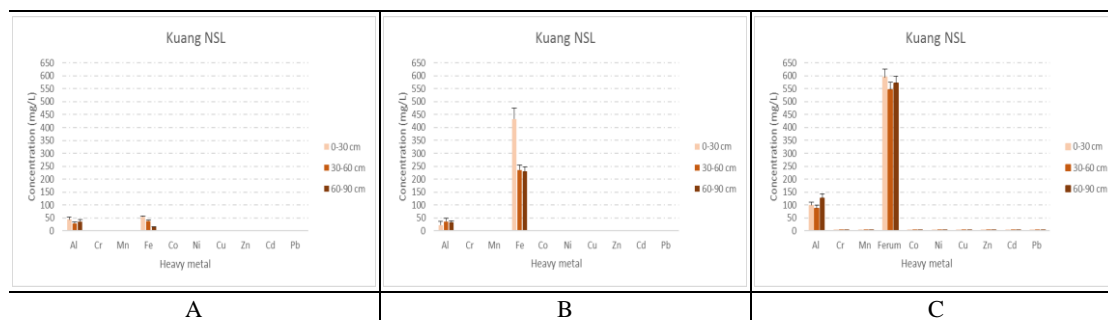 Kuang NSL
650
600
550
500
450
400
350
300
250
200
150
100
50
0
Concentration (mg/L)
Al Cr Mn Fe Co Ni Cu Zn Cd Pb
Heavy metal
0-30 cm
30-60 cm
60-90 cm
A
Kuang NSL
650
600
550
500
450
400
350
300
250
200
150
100
50
0
Concentration (mg/L)
Al Cr Mn Fe Co Ni Cu Zn Cd Pb
Heavy metal
0-30 cm
30-60 cm
60-90 cm
B
Kuang NSL
650
600
550
500
450
400
350
300
250
200
150
100
50
0
Concentration (mg/L)
Al Cr Mn Ferum Co Ni Cu Zn Cd Pb
Heavy metal
0-30 cm
30-60 cm
60-90 cm
C